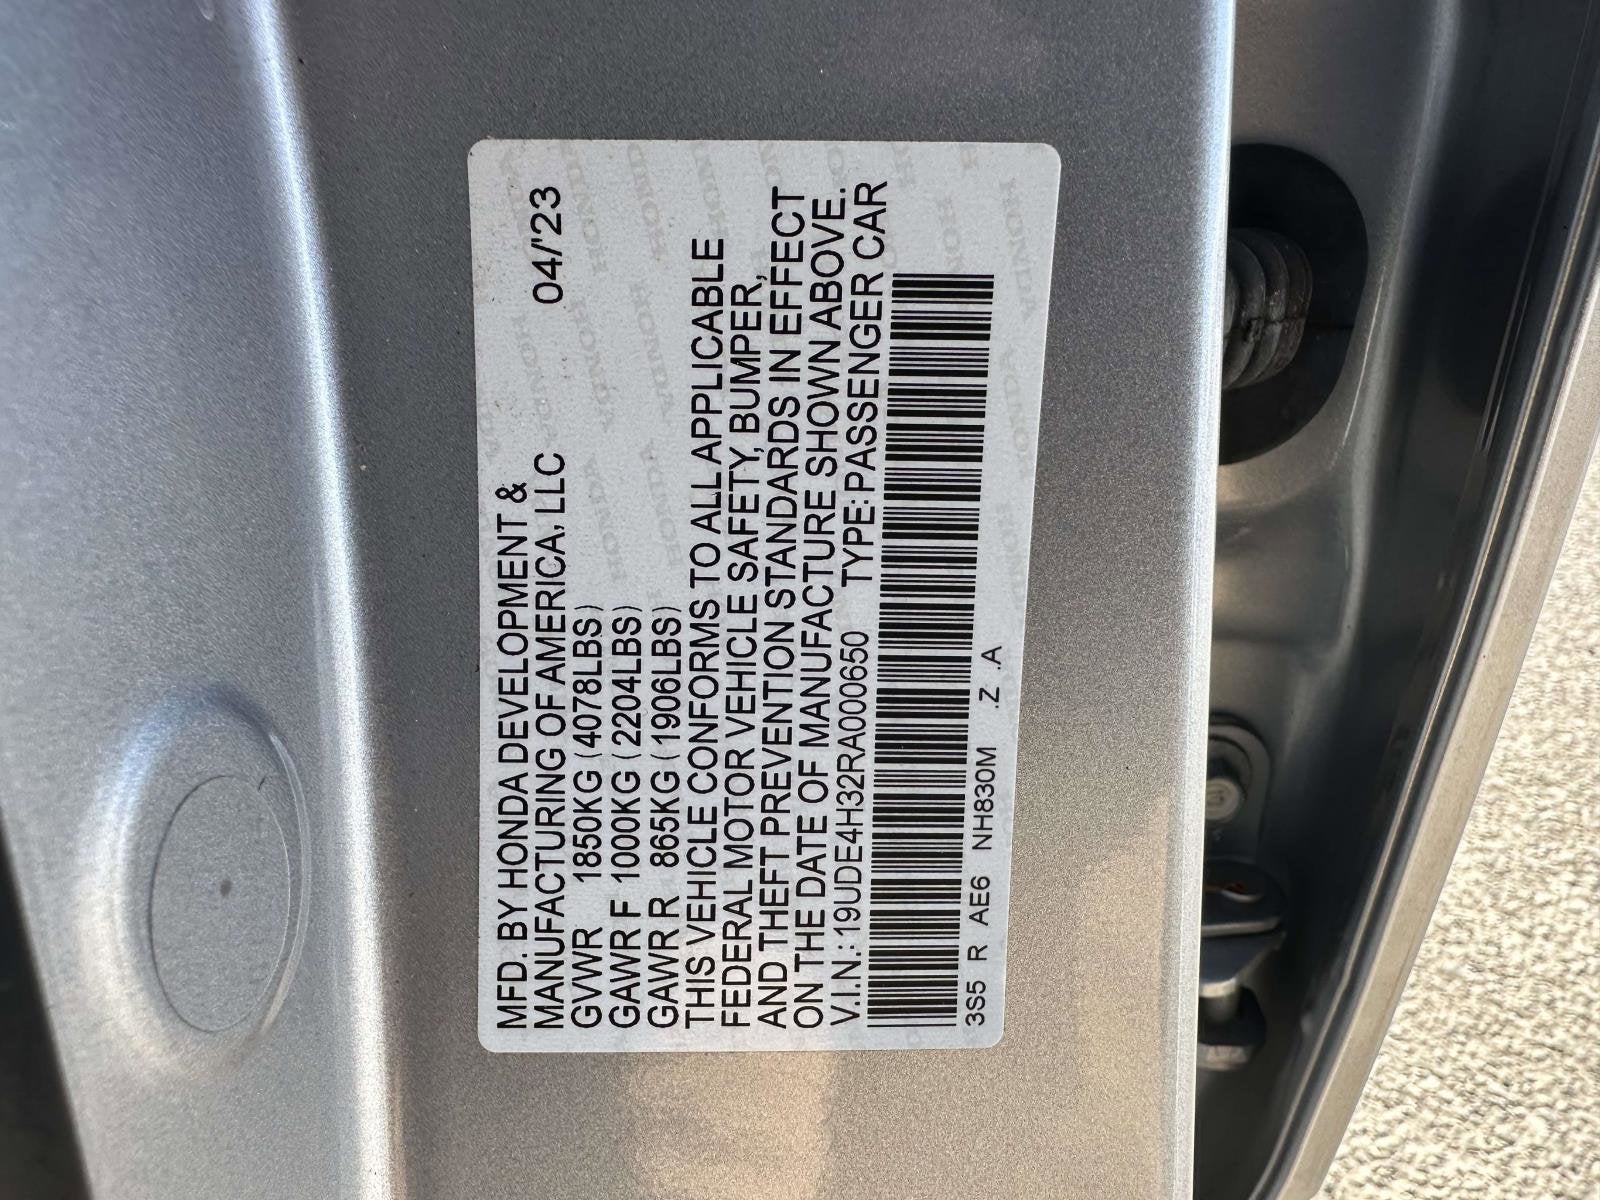 MFD. BY HONDA DEVELOPMENT &
MANUFACTURING OF AMERICA, LLC 04/'23
GVWR 1850KG (4078LBS)
GAWR F 1000KG (2204LBS)
GAWR R 865KG (1906LBS)
THIS VEHICLE CONFORMS TO ALL APPLICABLE
FEDERAL MOTOR VEHICLE SAFETY, BUMPER,
AND THEFT PREVENTION STANDARDS IN EFFECT
ON THE DATE OF MANUFACTURE SHOWN ABOVE.
V.I.N.: 19UDE4H32RA000650 TYPE: PASSENGER CAR
3S5 R AE6 NH830M .Z .A